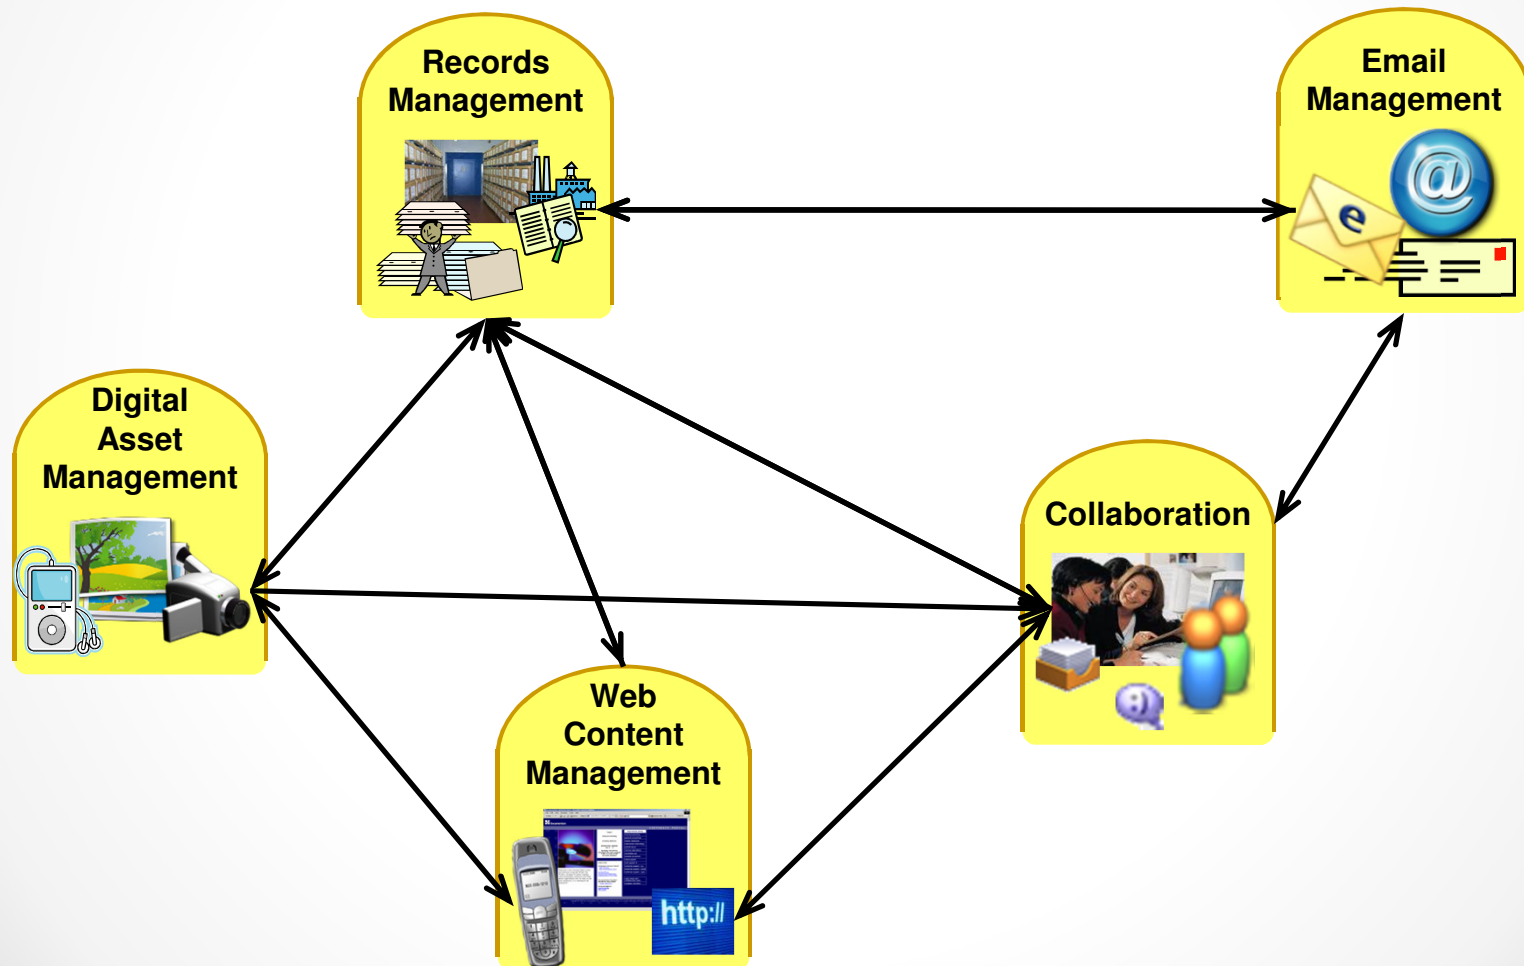 Records
Management
Email
Management
@
e
Digital
Asset
Management
Collaboration
Web
Content
Management
http://